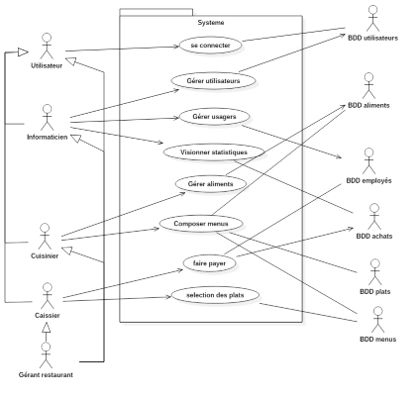 Systeme
BDD utilisateurs
se connecter
Utilisateur
Gérer utilisateurs
BDD aliments
Gérer usagers
Informaticien
Visionner statistiques
BDD employés
Gérer aliments
Composer menus
BDD achats
Cuisinier
faire payer
BDD plats
selection des plats
Caissier
BDD menus
Gérant restaurant